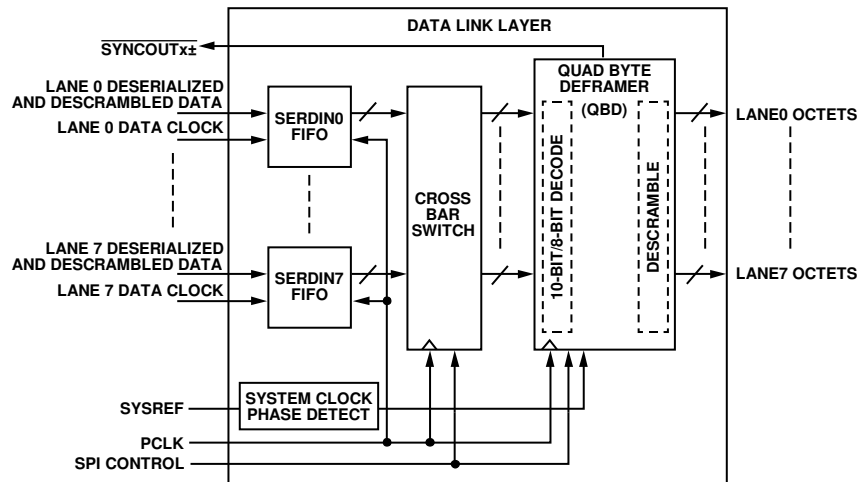 DATA LINK LAYER
SYNCOUTx±
LANE 0 DESERIALIZED
AND DESCRAMBLED DATA
LANE 0 DATA CLOCK
SERDIN0
FIFO
LANE 7 DESERIALIZED
AND DESCRAMBLED DATA
LANE 7 DATA CLOCK
SERDIN7
FIFO
CROSS
BAR
SWITCH
QUAD BYTE
DEFRAMER
(QBD)
10-BIT/8-BIT DECODE
DESCRAMBLE
LANE0 OCTETS
LANE7 OCTETS
SYSREF
SYSTEM CLOCK
PHASE DETECT
PCLK
SPI CONTROL